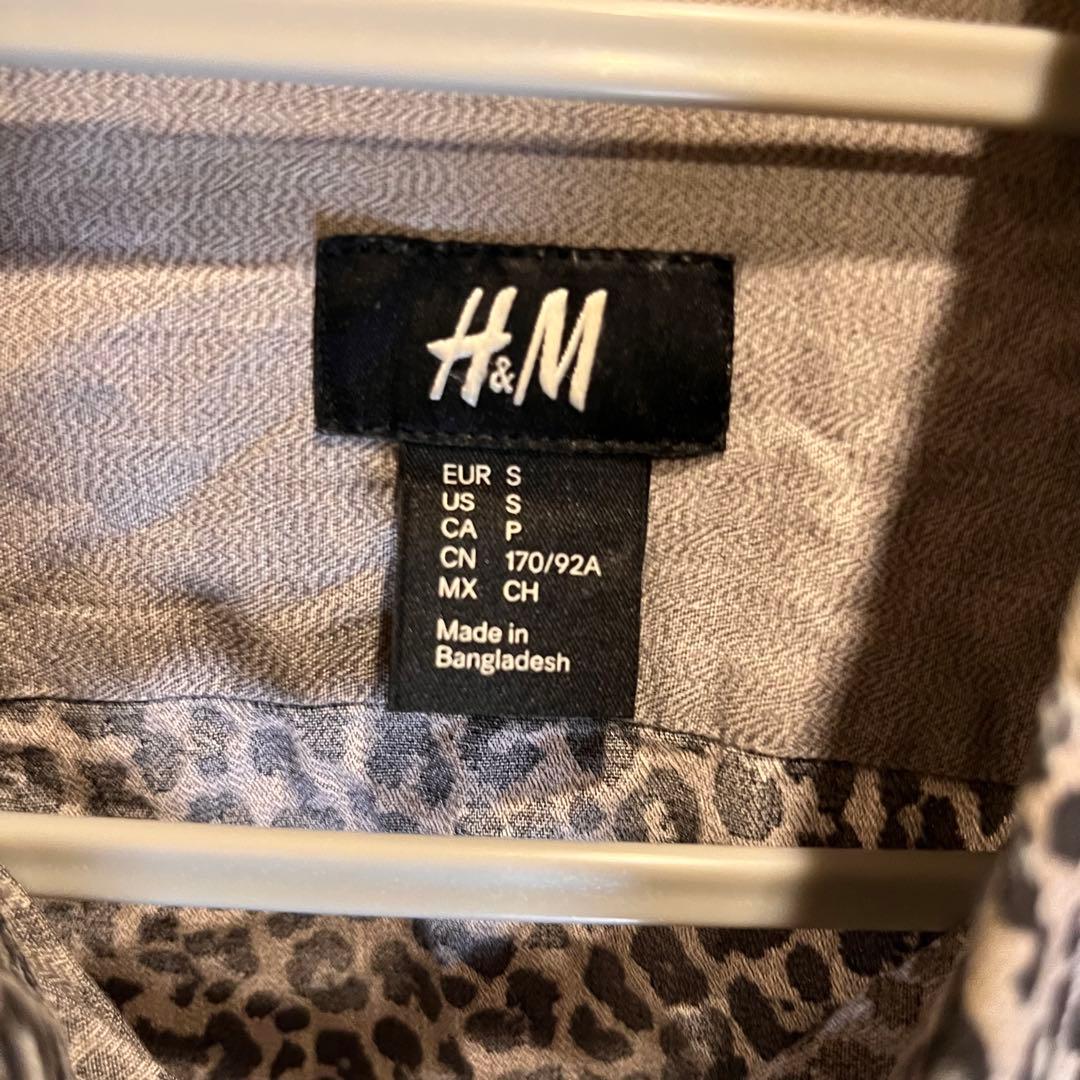 H&M
EUR S
US S
CA P
CN 170/92A
MX CH
Made in
Bangladesh